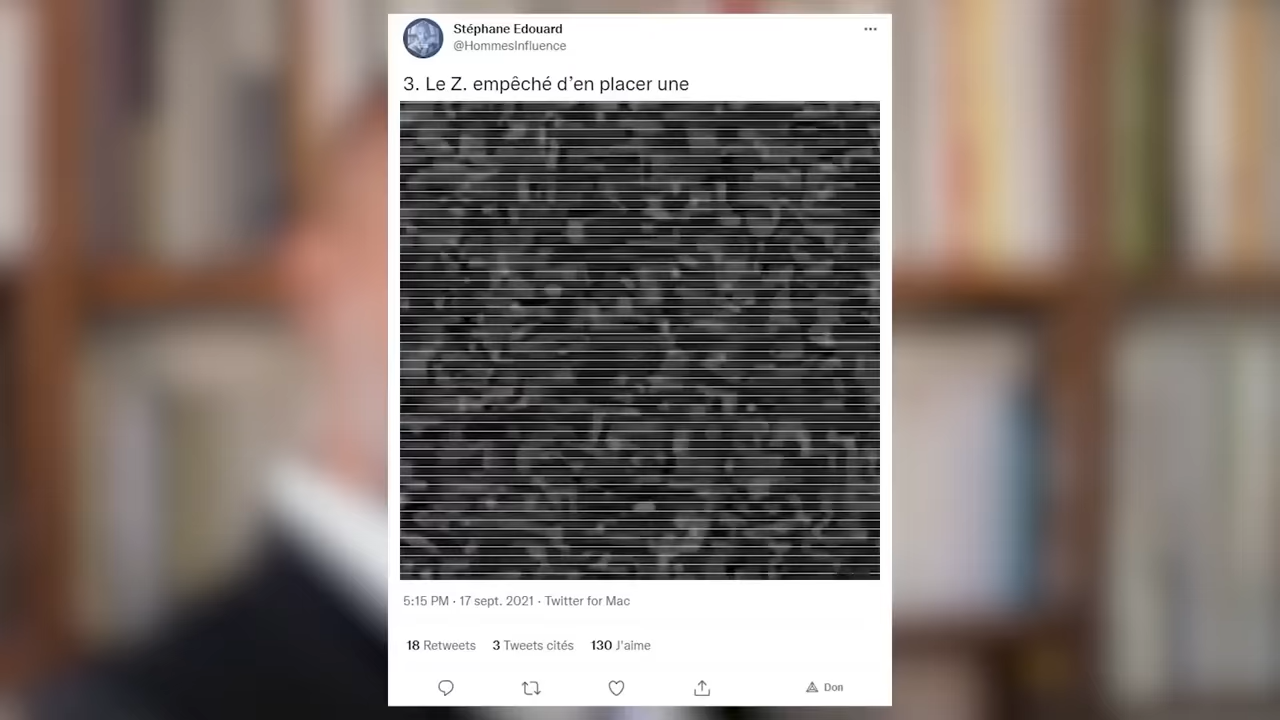 Stéphane Edouard
@HommesInfluence
3. Le Z. empêché d’en placer une
5:15 PM · 17 sept. 2021 · Twitter for Mac
18 Retweets 3 Tweets cités 130 J'aime
Don